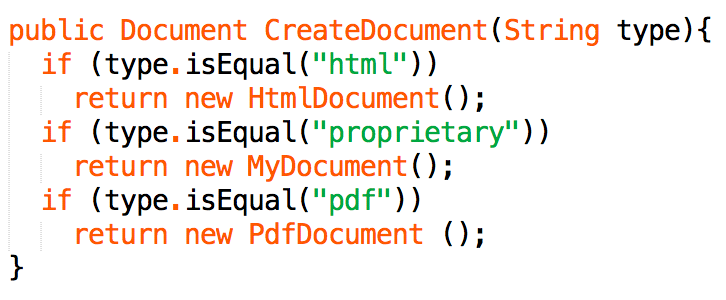 public Document CreateDocument(String type){
  if (type.isEqual("html"))
    return new HtmlDocument();
  if (type.isEqual("proprietary"))
    return new MyDocument();
  if (type.isEqual("pdf"))
    return new PdfDocument ();
}